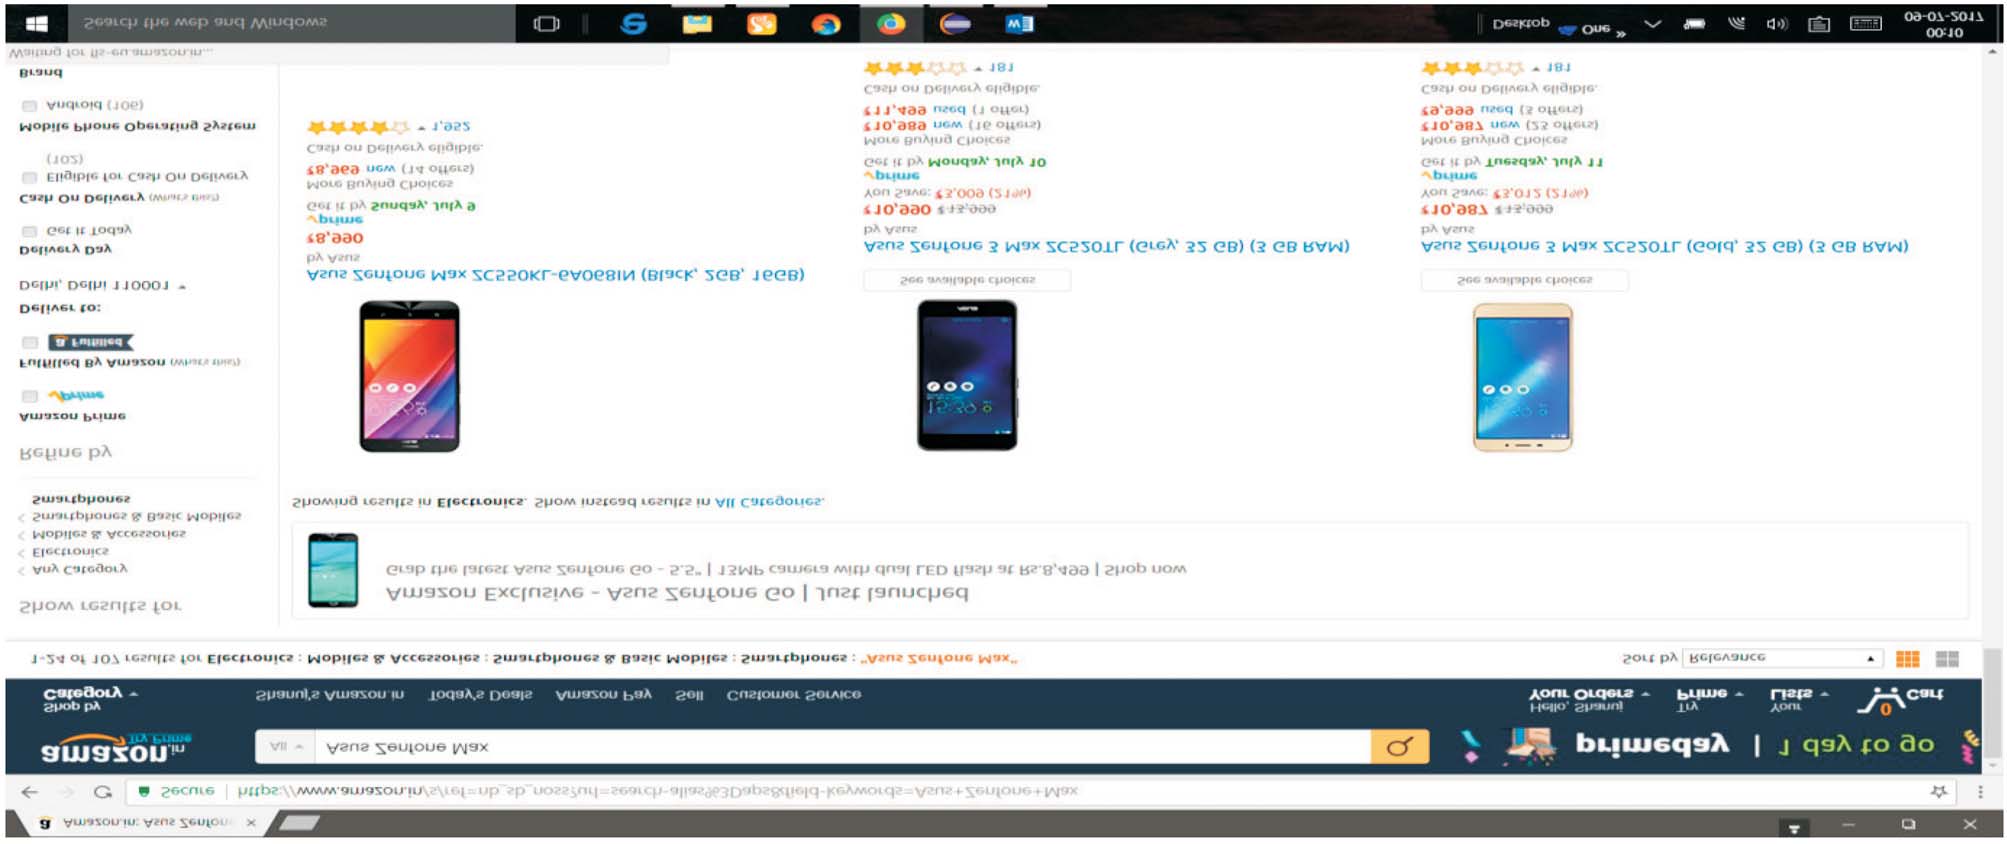 Amazon.in: Asus Zenfon
Secure | https://www.amazon.in/s/ref=nb_sb_noss?url=search-alias%3Daps&field-keywords=Asus+Zenfone+Max
amazon.in
Try Prime
All
Asus Zenfone Max
primeday | 1 day to go
Shop by
Category
Shanuj's Amazon.in Today's Deals Amazon Pay Sell Customer Service
Hello, Shanuj
Your Orders
Try
Prime
Your
Lists
0
Cart
1-24 of 107 results for Electronics : Mobiles & Accessories : Smartphones & Basic Mobiles : Smartphones : "Asus Zenfone Max"
Sort by Relevance
Show results for
‹ Any Category
‹ Electronics
‹ Mobiles & Accessories
‹ Smartphones & Basic Mobiles
Smartphones
Refine by
Amazon Prime
prime
Fulfilled By Amazon (What's this?)
a Fulfilled
Deliver to:
Delhi, Delhi 110001
Delivery Day
Get It Today
Cash On Delivery (What's this?)
Eligible for Cash On Delivery
(102)
Mobile Phone Operating System
Android (106)
Brand
Amazon Exclusive - Asus Zenfone Go | Just launched
Grab the latest Asus Zenfone Go - 5.5" | 13MP camera with dual LED flash at Rs.8,499 | Shop now
Showing results in Electronics. Show instead results in All Categories.
Asus Zenfone Max ZC550KL-6A068IN (Black, 2GB, 16GB)
by Asus
₹8,990
prime
Get it by Sunday, July 9
More Buying Choices
₹8,969 new (14 offers)
Cash on Delivery eligible.
1,952
15:39
See available choices
Asus Zenfone 3 Max ZC520TL (Grey, 32 GB) (3 GB RAM)
by Asus
₹10,990 ₹13,999
You Save: ₹3,009 (21%)
prime
Get it by Monday, July 10
More Buying Choices
₹10,989 new (16 offers)
₹11,499 used (1 offer)
Cash on Delivery eligible.
181
See available choices
Asus Zenfone 3 Max ZC520TL (Gold, 32 GB) (3 GB RAM)
by Asus
₹10,987 ₹13,999
You Save: ₹3,012 (21%)
prime
Get it by Tuesday, July 11
More Buying Choices
₹10,987 new (23 offers)
₹9,999 used (3 offers)
Cash on Delivery eligible.
181
Waiting for fls-eu.amazon.in...
Search the web and Windows
Desktop
One »
00:10
09-07-2017